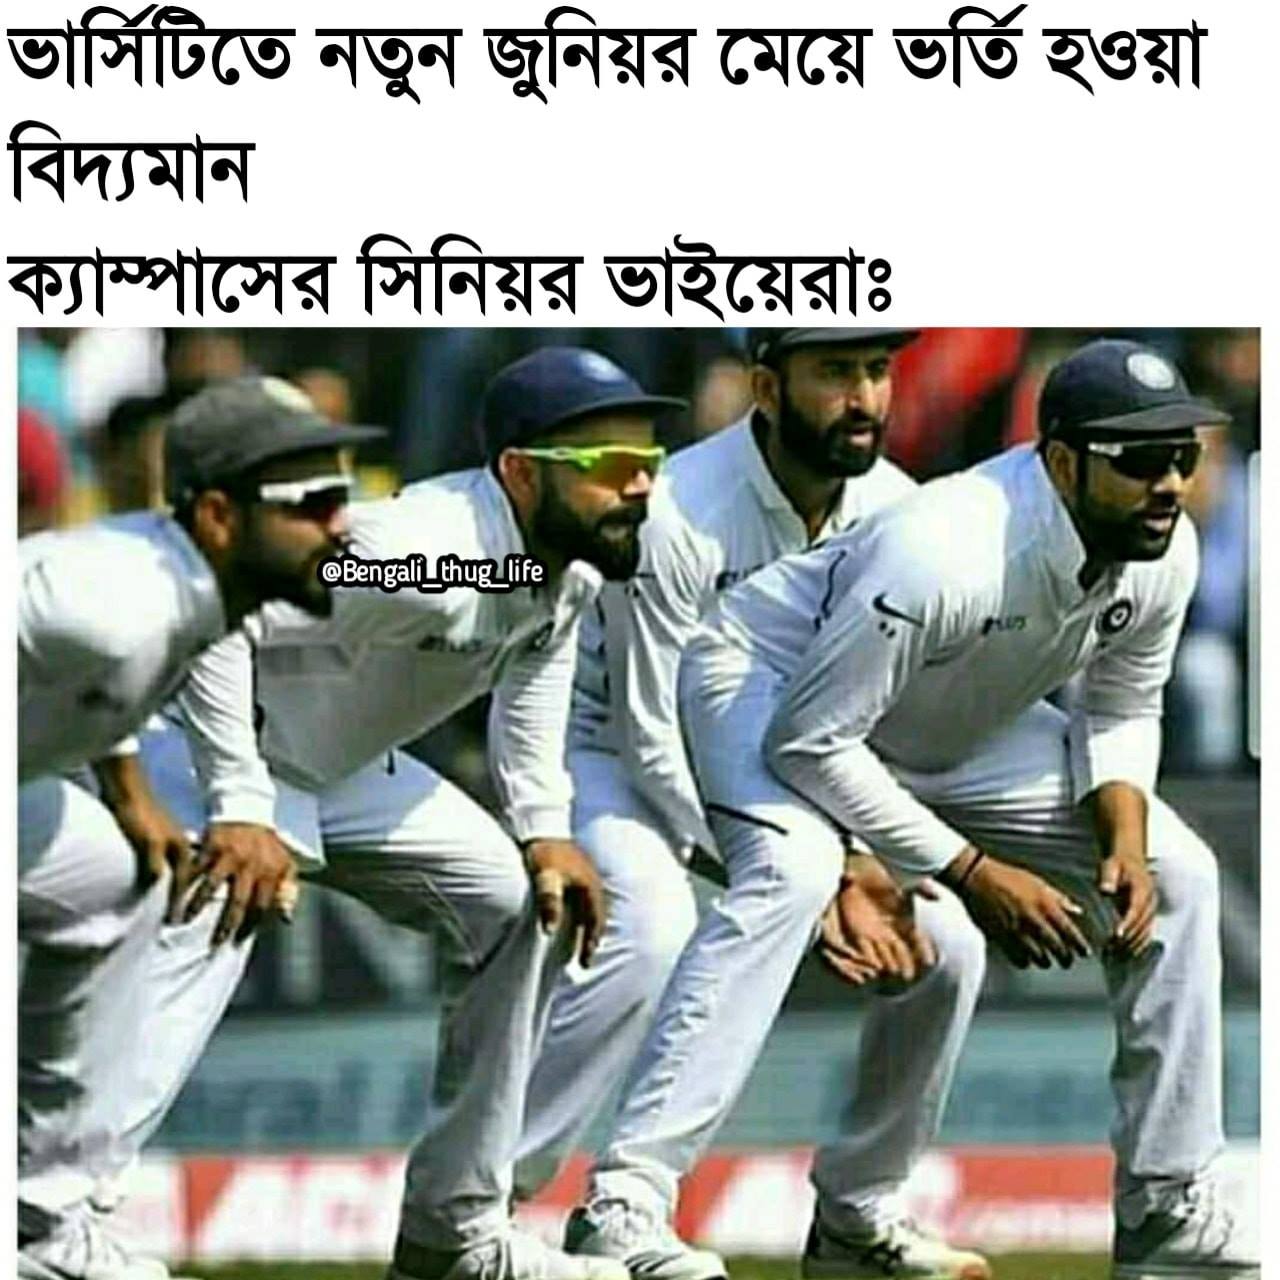 ভার্সিটিতে নতুন জুনিয়র মেয়ে ভর্তি হওয়া
বিদ্যমান
ক্যাম্পাসের সিনিয়র ভাইয়েরাঃ
@Bengali_thug_life